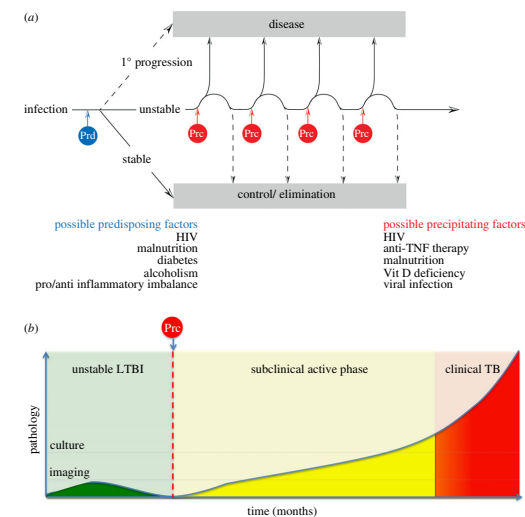 (a)
disease
1° progression
infection
unstable
Prd
Prc
Prc
Prc
Prc
stable
control/ elimination
possible predisposing factors
HIV
malnutrition
diabetes
alcoholism
pro/anti inflammatory imbalance
possible precipitating factors
HIV
anti-TNF therapy
malnutrition
Vit D deficiency
viral infection
(b)
Prc
unstable LTBI
subclinical active phase
clinical TB
pathology
culture
imaging
time (months)